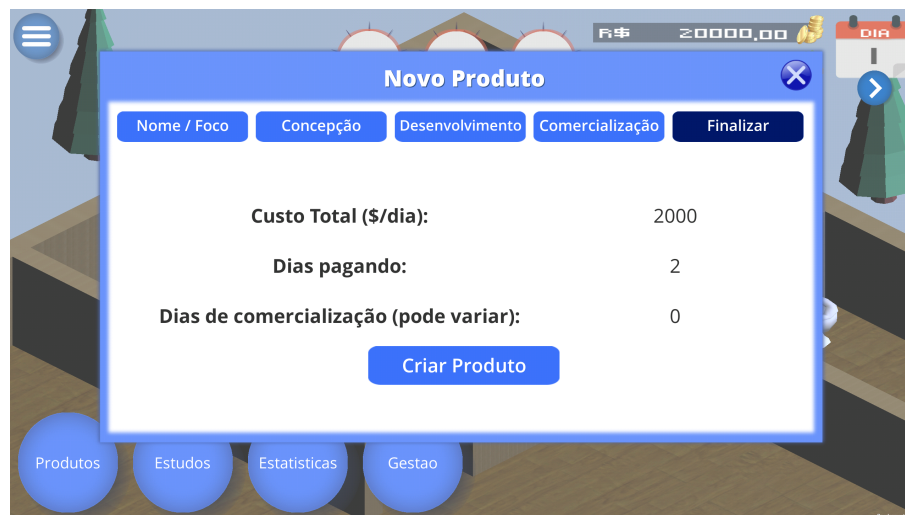 R$ 20000,00
DIA
1
Novo Produto
Nome / Foco Concepção Desenvolvimento Comercialização Finalizar
Custo Total ($/dia): 2000
Dias pagando: 2
Dias de comercialização (pode variar): 0
Criar Produto
Produtos Estudos Estatisticas Gestao